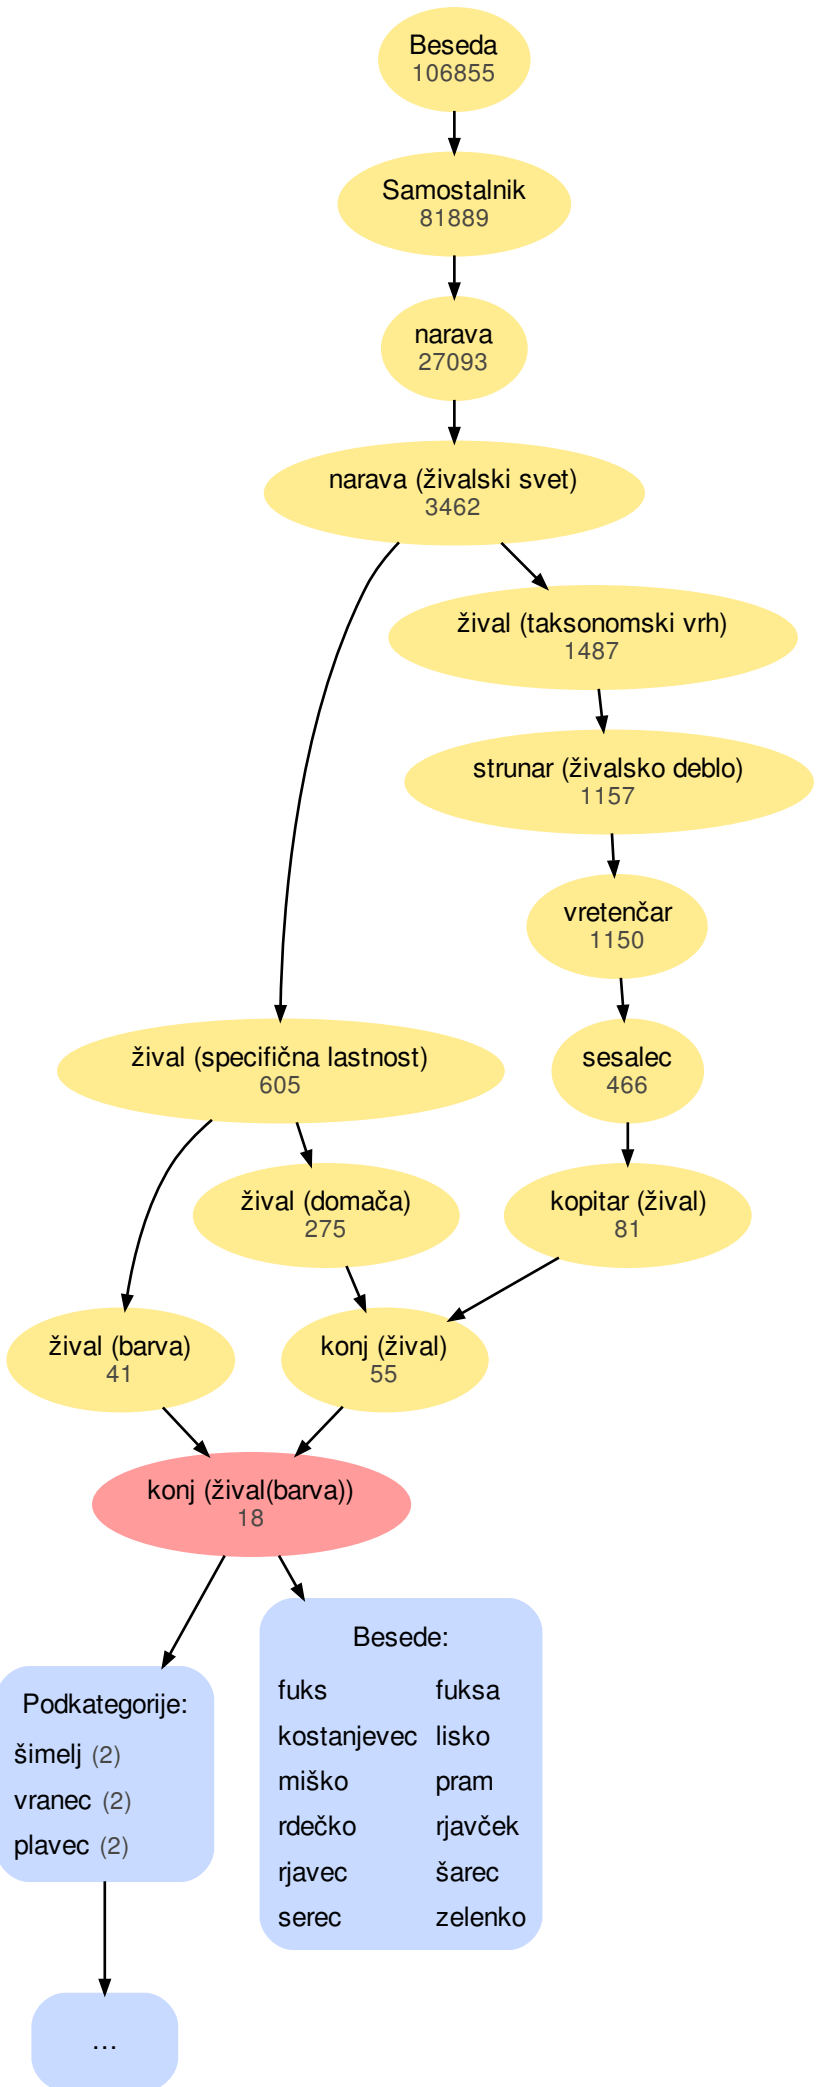 Beseda
106855
Samostalnik
81889
narava
27093
narava (živalski svet)
3462
žival (taksonomski vrh)
1487
strunar (živalsko deblo)
1157
vretenčar
1150
žival (specifična lastnost)
605
sesalec
466
žival (domača)
275
kopitar (žival)
81
žival (barva)
41
konj (žival)
55
konj (žival(barva))
18
Podkategorije:
šimelj (2)
vranec (2)
plavec (2)
...
Besede:
fuks fuksa
kostanjevec lisko
miško pram
rdečko rjavček
rjavec šarec
serec zelenko